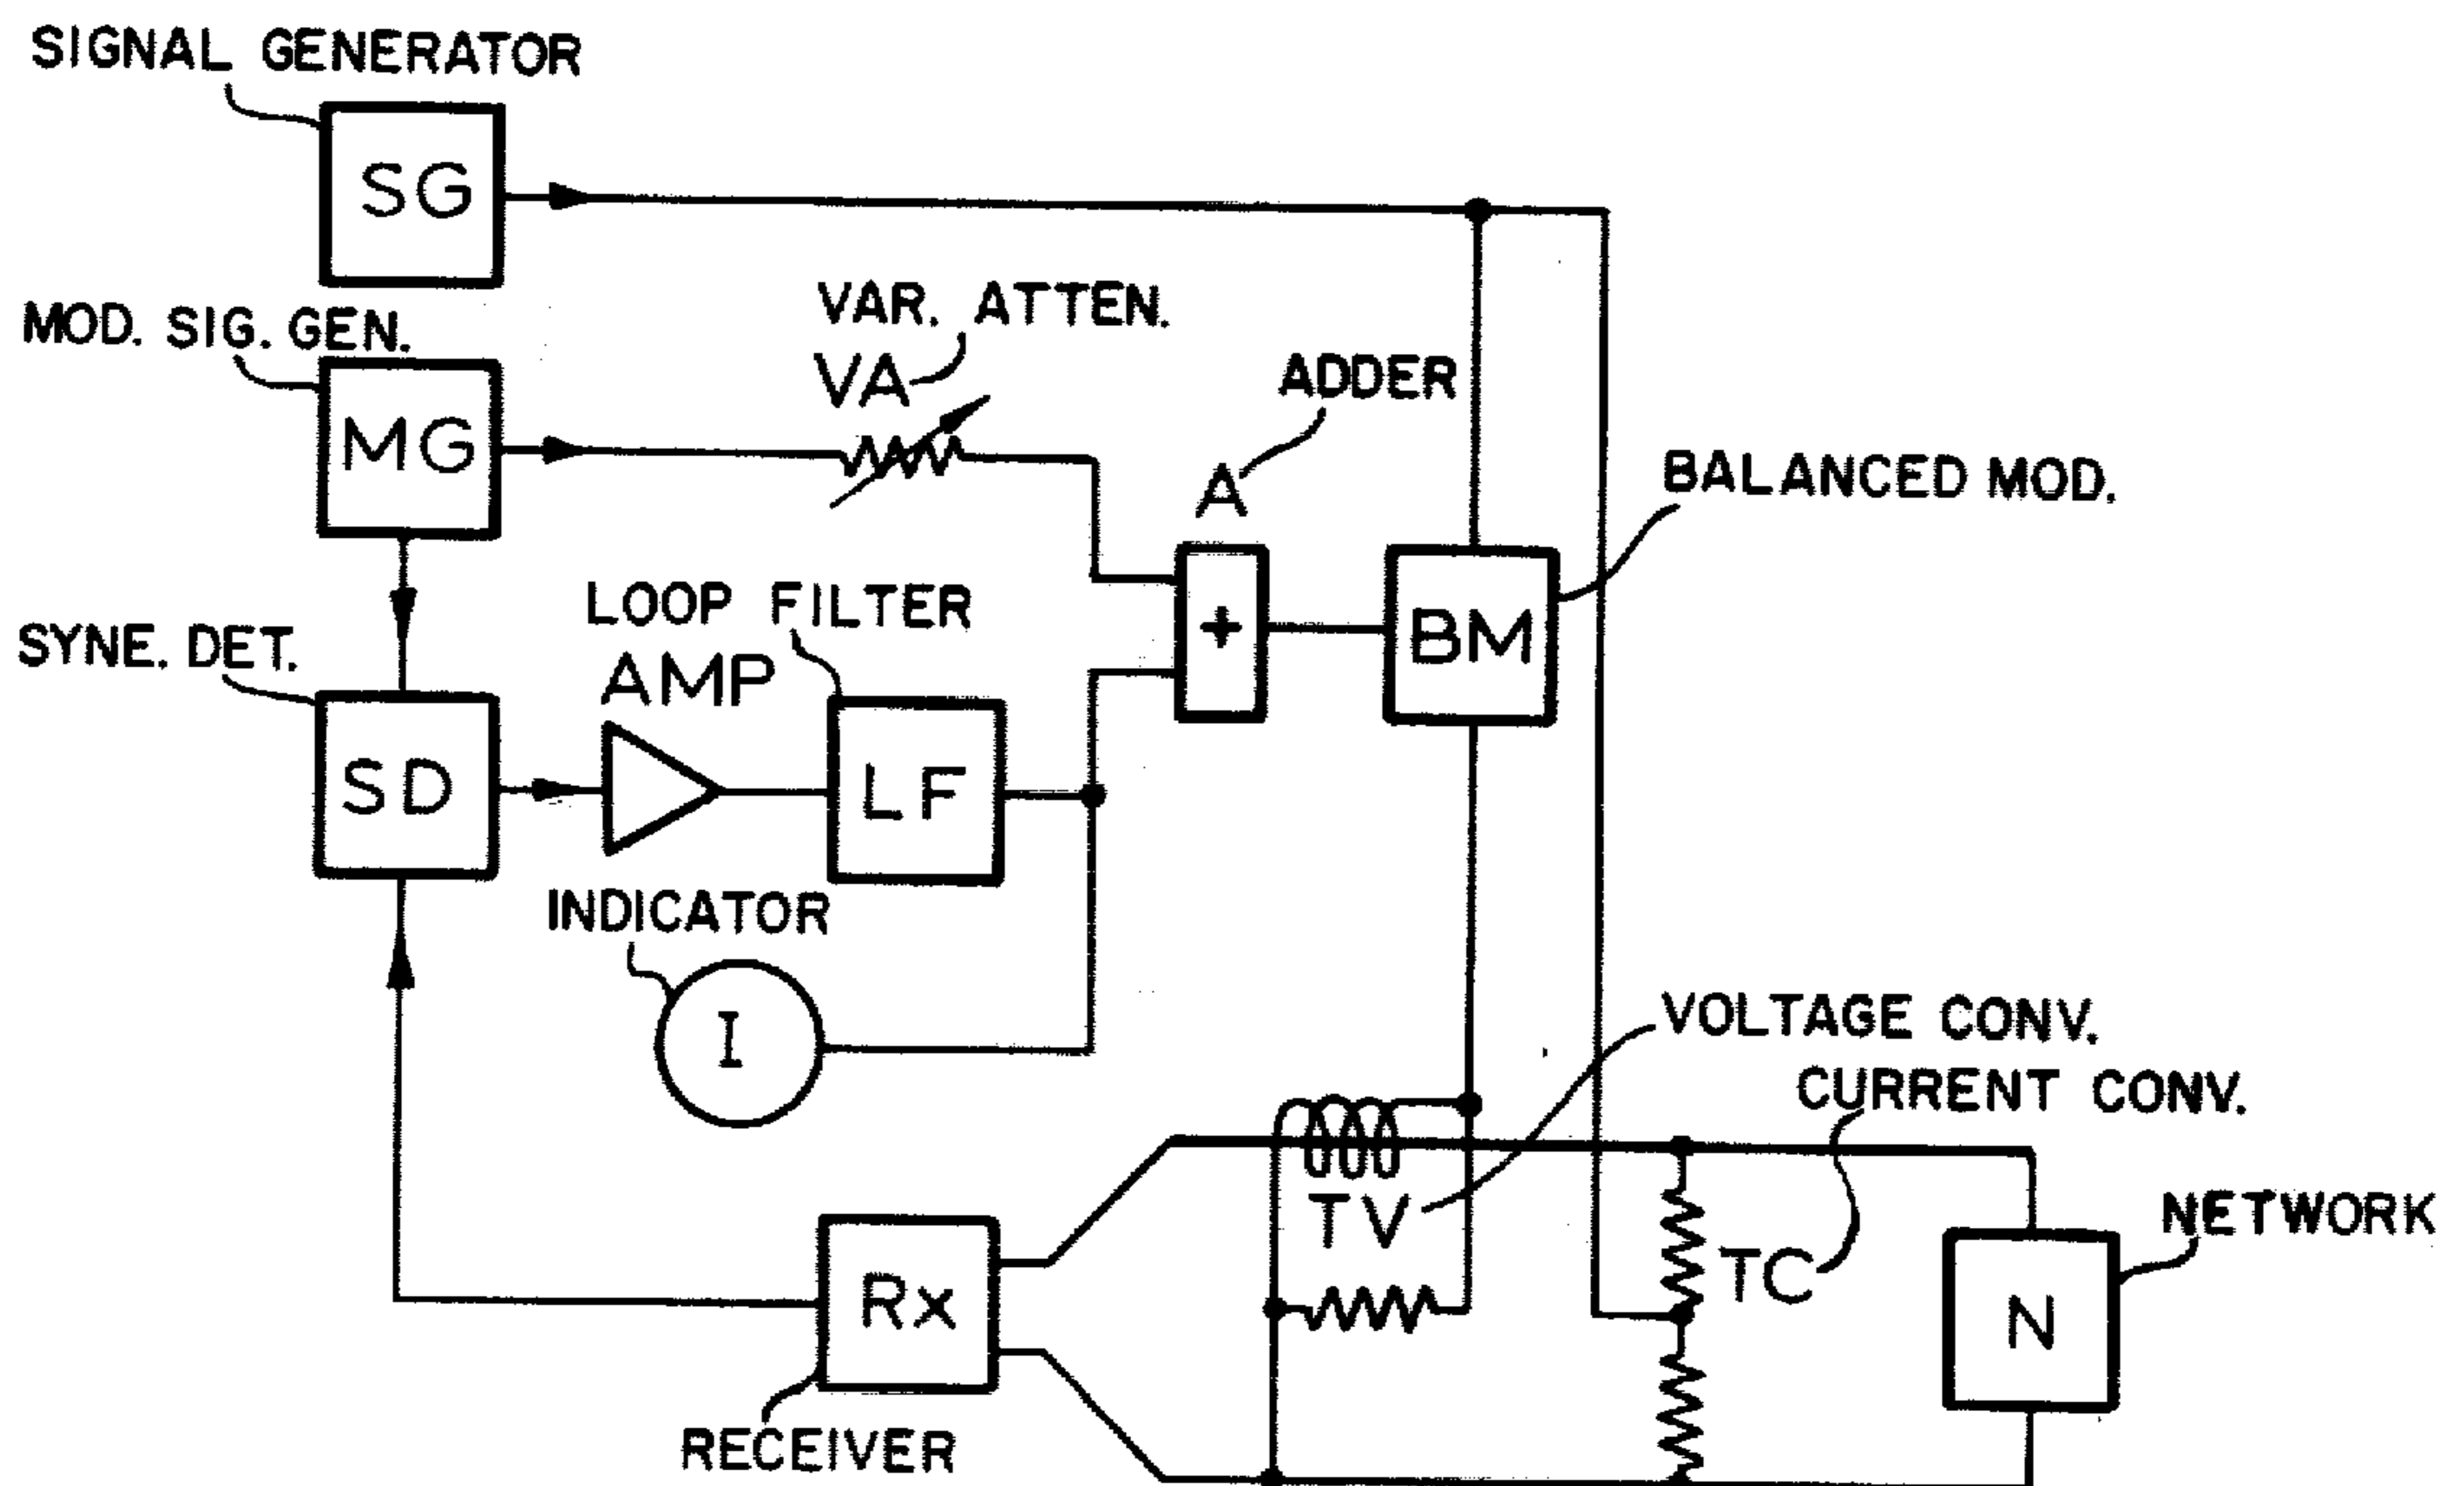 SIGNAL GENERATOR
SG
MOD. SIG. GEN.
MG
VAR. ATTEN.
VA
ADDER
A
+
BALANCED MOD.
BM
SYNE. DET.
SD
LOOP FILTER
AMP
LF
INDICATOR
I
VOLTAGE CONV.
CURRENT CONV.
TV
TC
NETWORK
N
Rx
RECEIVER